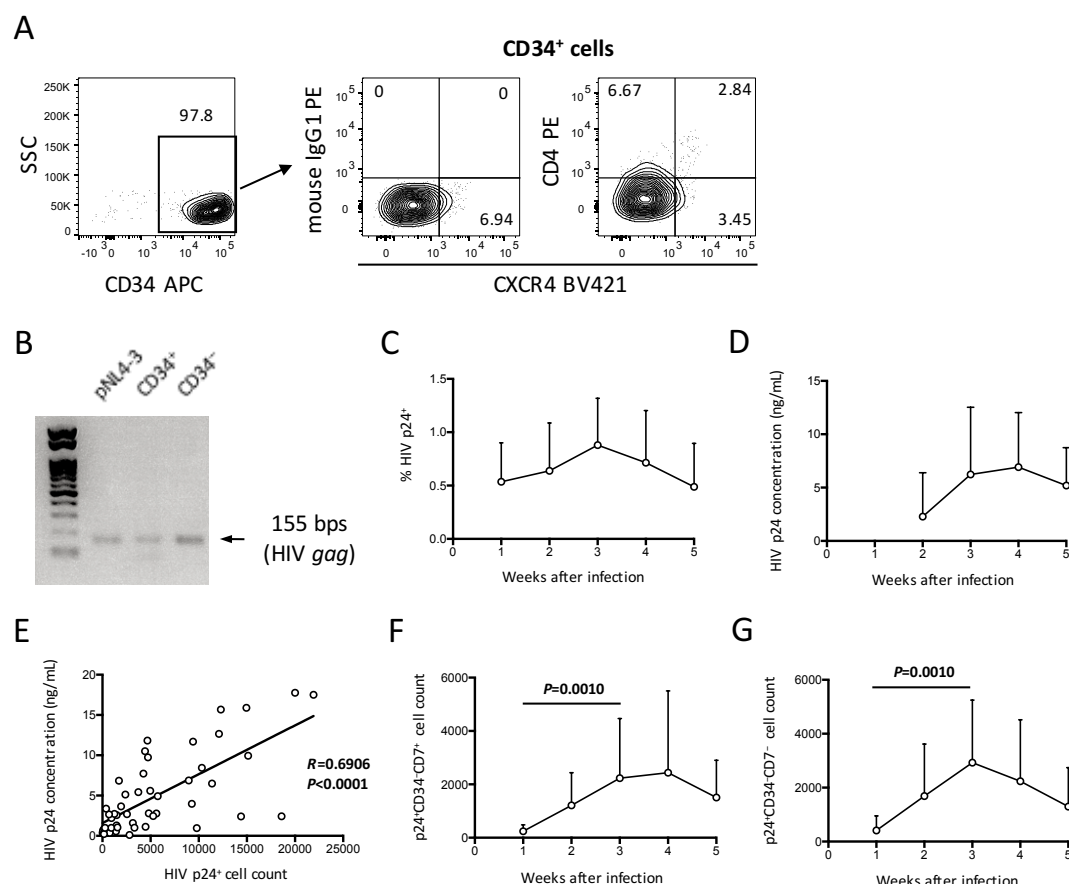 A
CD34⁺ cells
250K
200K
150K
100K
50K
0
SSC
97.8
-10³ 0 10³ 10⁴ 10⁵
CD34 APC
mouse IgG1 PE
10⁵
10⁴
10³
0
0 0
6.94
0 10³ 10⁴ 10⁵
CD4 PE
10⁵
10⁴
10³
0
6.67 2.84
3.45
0 10³ 10⁴ 10⁵
CXCR4 BV421
B
pNL4-3
CD34⁺
CD34⁻
155 bps
(HIV gag)
C
% HIV p24⁺
1.5
1.0
0.5
0.0
0 1 2 3 4 5
Weeks after infection
D
HIV p24 concentration (ng/mL)
15
10
5
0
0 1 2 3 4 5
Weeks after infection
E
HIV p24 concentration (ng/mL)
20
15
10
5
0
R=0.6906
P<0.0001
0 5000 10000 15000 20000 25000
HIV p24⁺ cell count
F
p24⁺CD34⁻CD7⁺ cell count
6000
4000
2000
0
P=0.0010
0 1 2 3 4 5
Weeks after infection
G
p24⁺CD34⁻CD7⁻ cell count
6000
4000
2000
0
P=0.0010
0 1 2 3 4 5
Weeks after infection